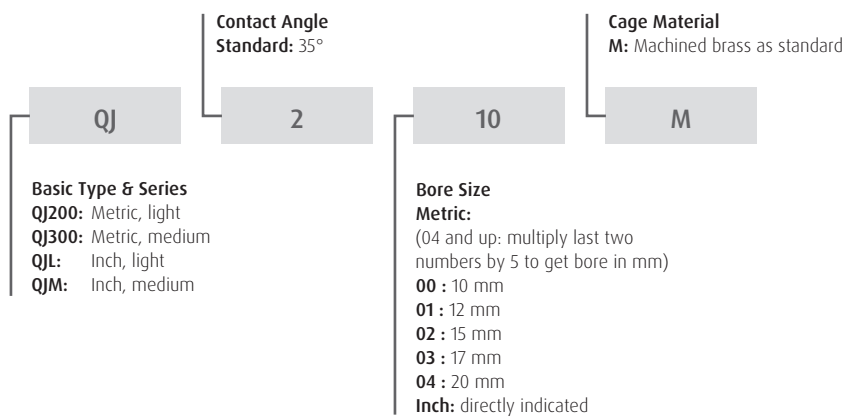 Contact Angle
Standard: 35°
Cage Material
M: Machined brass as standard
QJ
2
10
M
Basic Type & Series
QJ200: Metric, light
QJ300: Metric, medium
QJL: Inch, light
QJM: Inch, medium
Bore Size
Metric:
(04 and up: multiply last two
numbers by 5 to get bore in mm)
00 : 10 mm
01 : 12 mm
02 : 15 mm
03 : 17 mm
04 : 20 mm
Inch: directly indicated